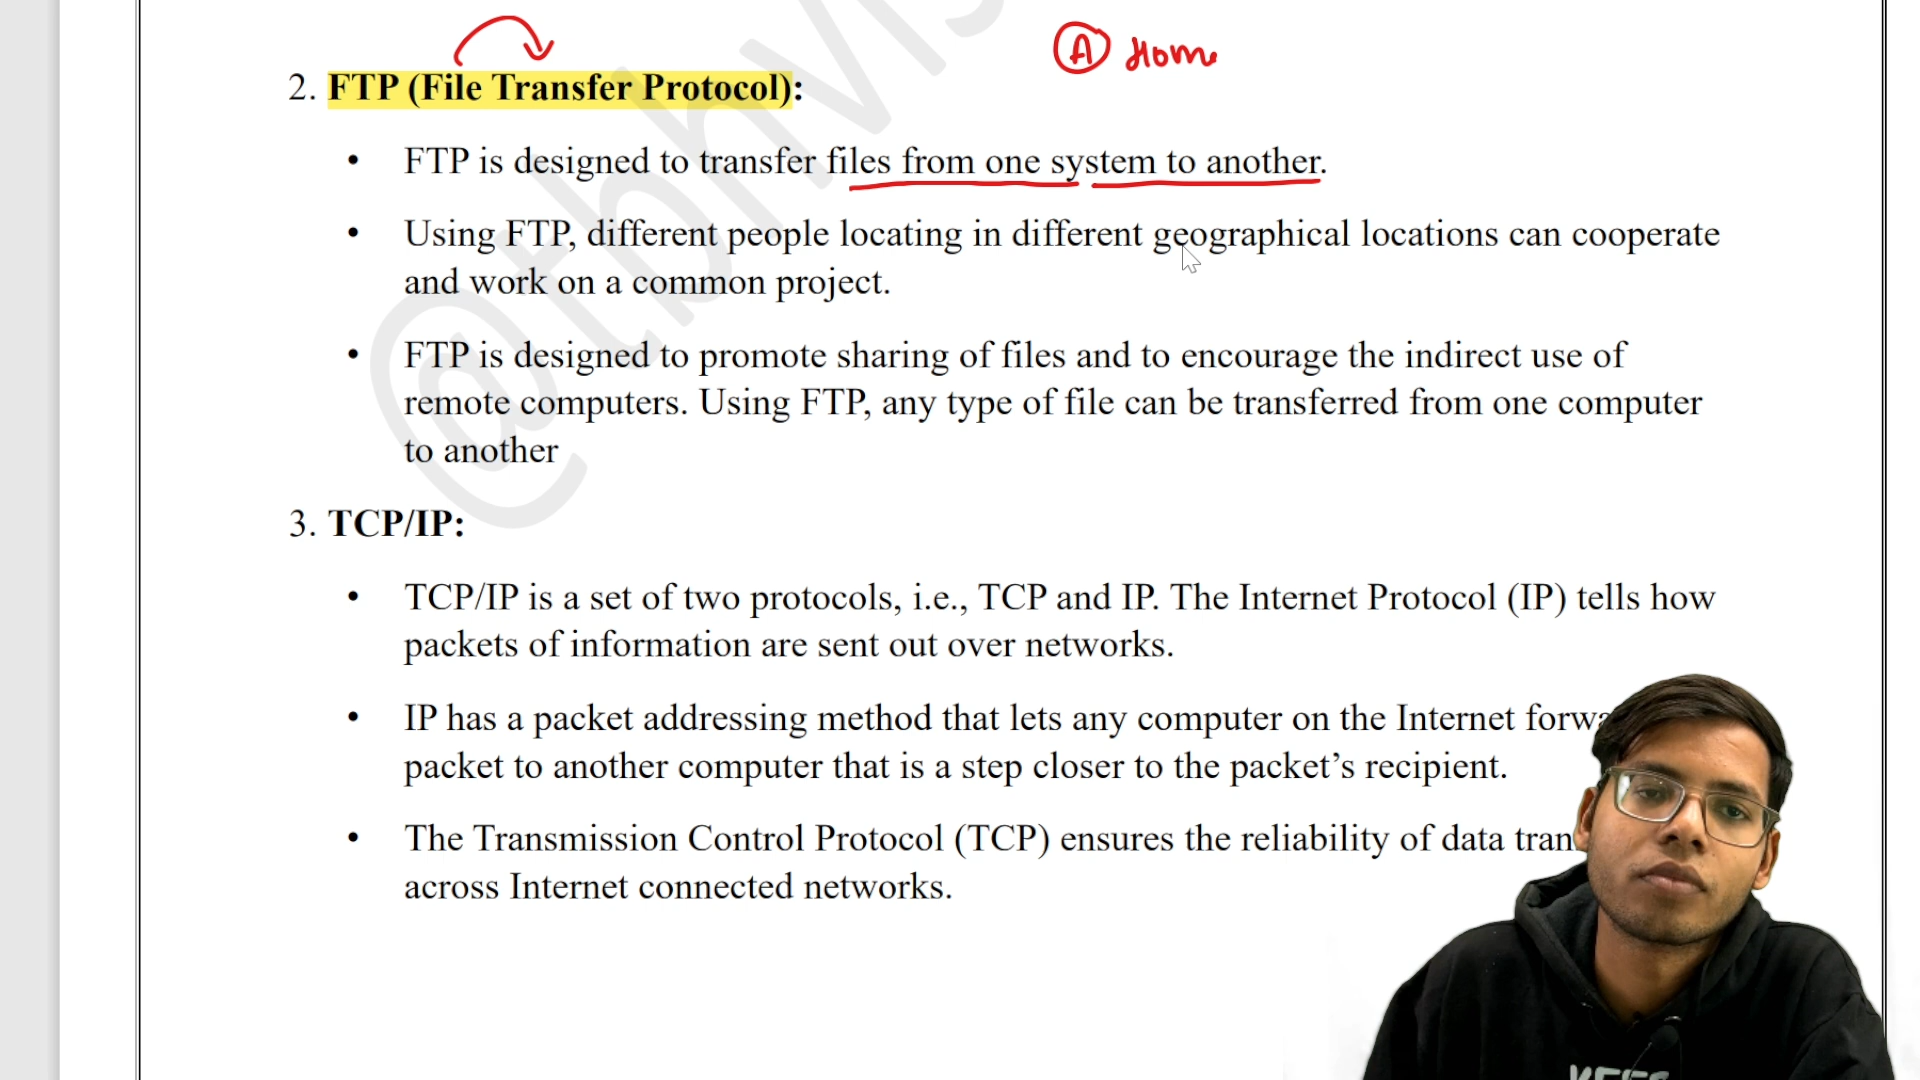 Ⓐ Home
2. FTP (File Transfer Protocol):
• FTP is designed to transfer files from one system to another.
• Using FTP, different people locating in different geographical locations can cooperate
and work on a common project.
• FTP is designed to promote sharing of files and to encourage the indirect use of
remote computers. Using FTP, any type of file can be transferred from one computer
to another
3. TCP/IP:
• TCP/IP is a set of two protocols, i.e., TCP and IP. The Internet Protocol (IP) tells how
packets of information are sent out over networks.
• IP has a packet addressing method that lets any computer on the Internet
packet to another computer that is a step closer to the packet’s recipient.
• The Transmission Control Protocol (TCP) ensures the reliability of data
across Internet connected networks.